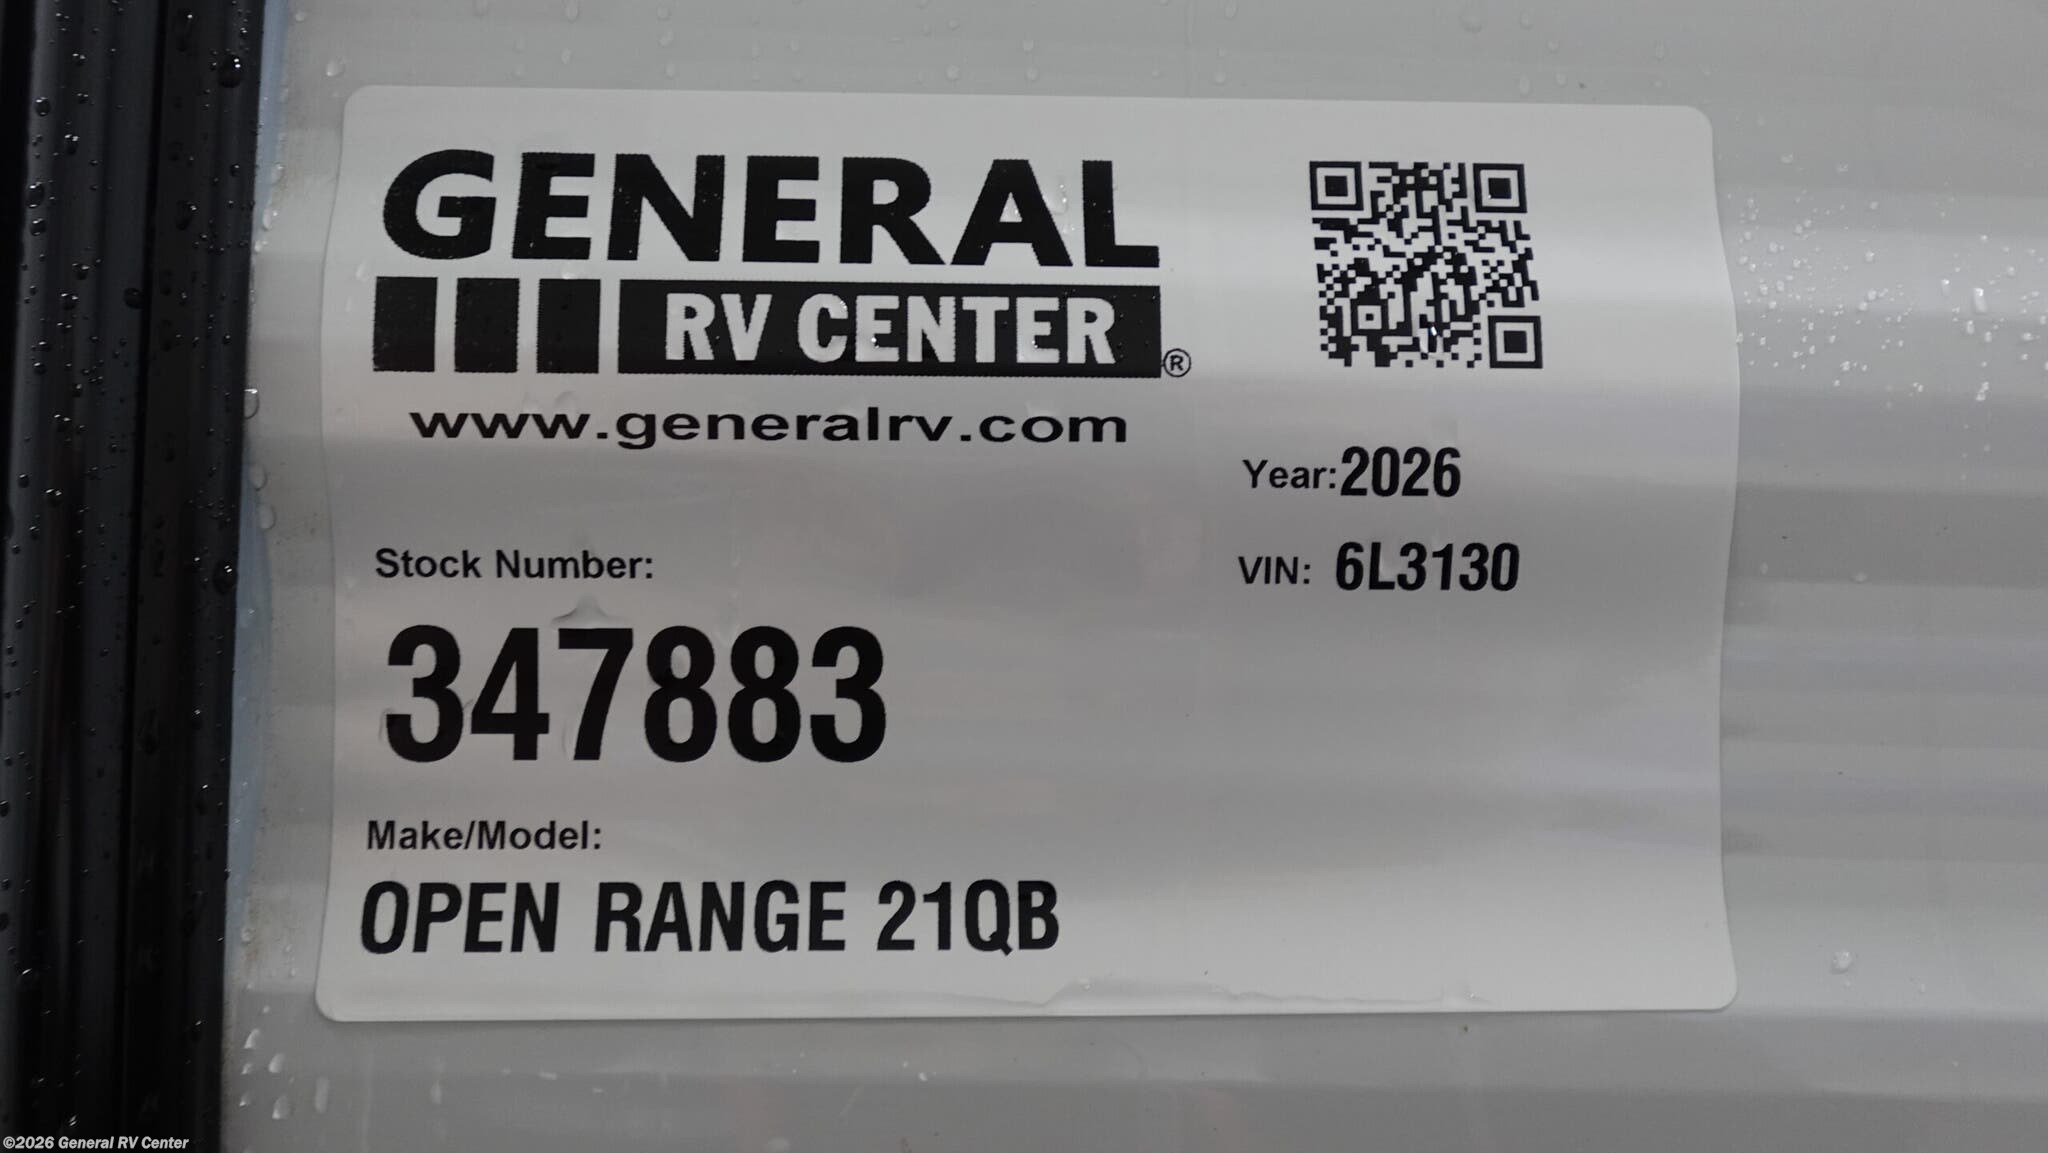 GENERAL
RV CENTER®
www.generalrv.com
Year: 2026
Stock Number:
VIN: 6L3130
347883
Make/Model:
OPEN RANGE 21QB
©2026 General RV Center